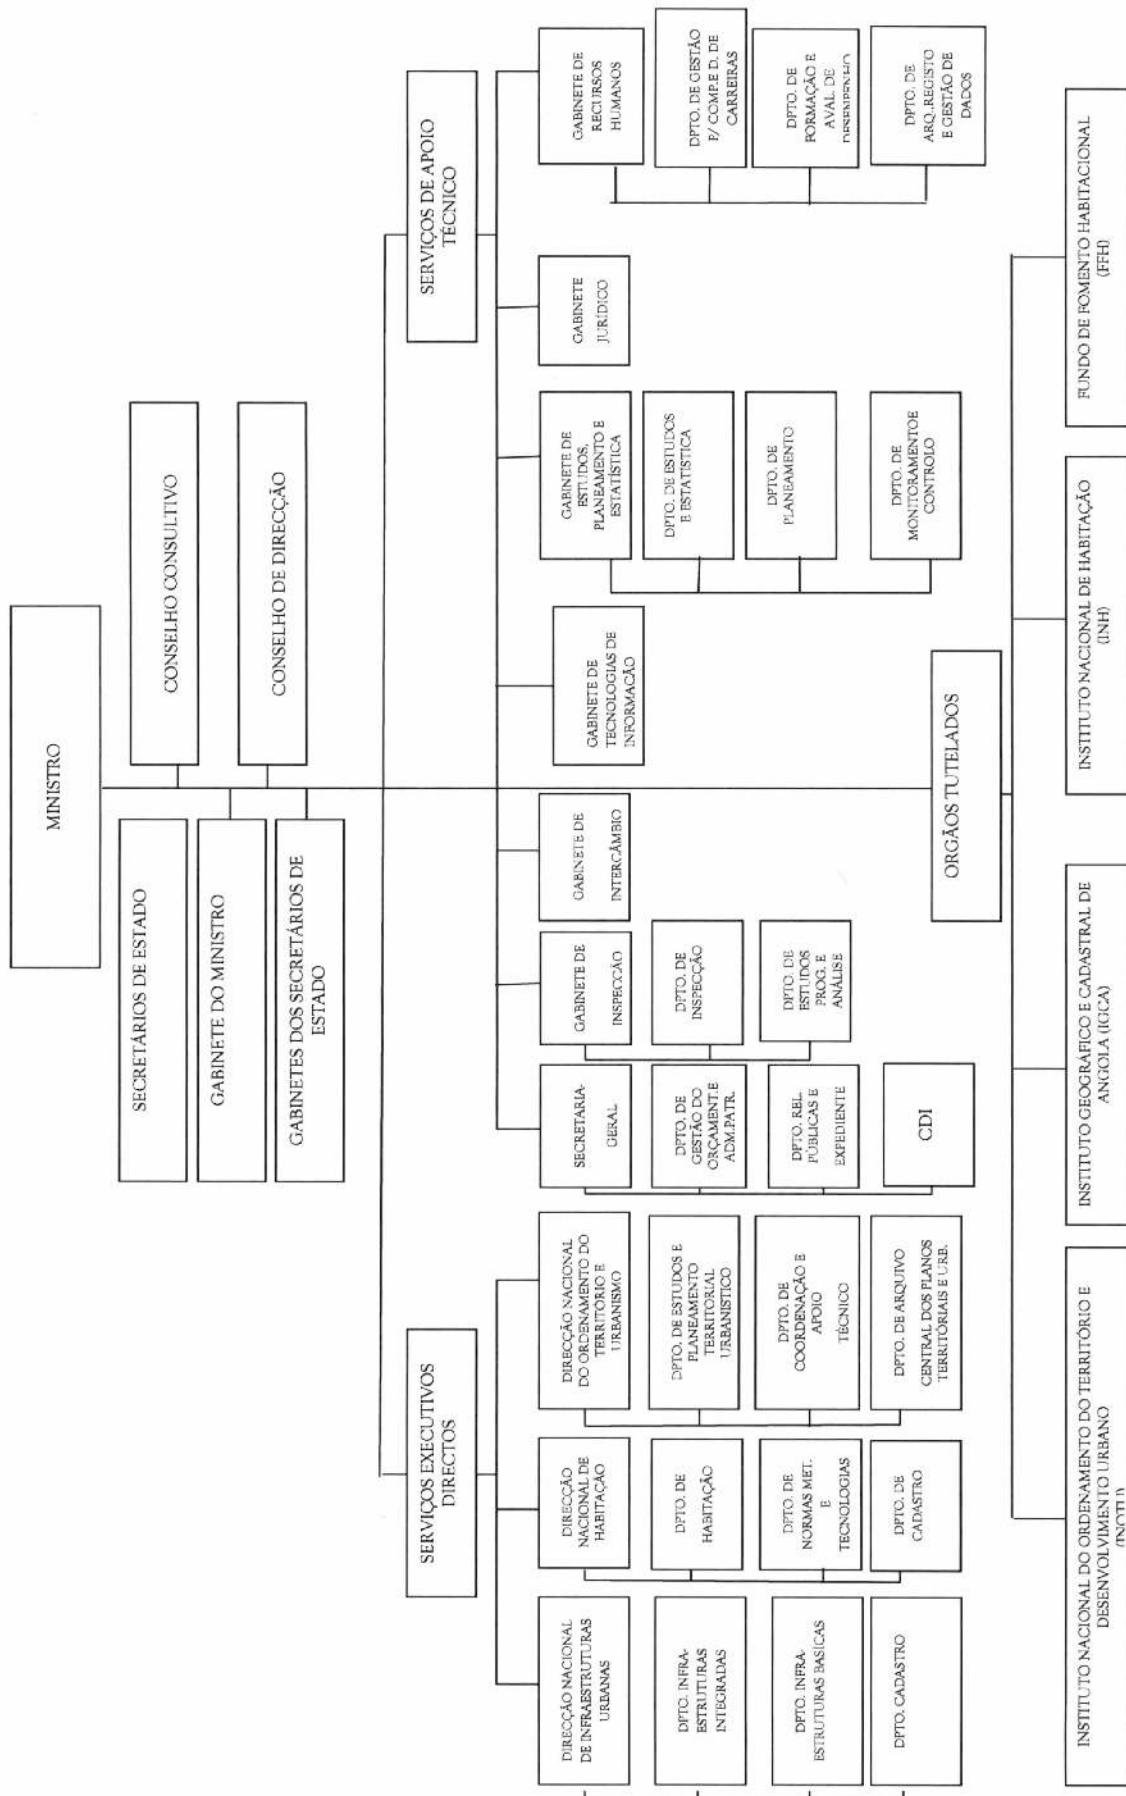 MINISTRO
SECRETÁRIOS DE ESTADO
CONSELHO CONSULTIVO
GABINETE DO MINISTRO
CONSELHO DE DIRECÇÃO
GABINETES DOS SECRETÁRIOS DE
ESTADO
SERVIÇOS EXECUTIVOS
DIRECTOS
SERVIÇOS DE APOIO
TÉCNICO
DIRECÇÃO NACIONAL
DE INFRAESTRUTURAS
URBANAS
DPTO. INFRA-
ESTRUTURAS
INTEGRADAS
DPTO. INFRA-
ESTRUTURAS BASICAS
DPTO. CADASTRO
DIRECÇÃO
NACIONAL DE
HABITAÇÃO
DPTO. DE
HABITAÇÃO
DPTO. DE
NORMAS MET.
E
TECNOLOGIAS
DPTO. DE
CADASTRO
DIRECÇÃO NACIONAL
DO ORDENAMENTO DO
TERRITÓRIO E
URBANISMO
DPTO. DE ESTUDOS E
PLANEAMENTO
TERRITORIAL
URBANISTICO
DPTO. DE
COORDENAÇÃO E
APOIO
TÉCNICO
DPTO. DE ARQUIVO
CENTRAL DOS PLANOS
TERRITÓRIAIS E URB.
SECRETARIA-
GERAL
DPTO. DE
GESTÃO DO
ORÇAMENT.E
ADM.PATR.
DPTO. REL.
PÚBLICAS E
EXPEDIENTE
CDI
GABINETE DE
INSPECCÃO
DPTO. DE
INSPECÇÃO
DPTO. DE
ESTUDOS
PROG. E
ANÁLISE
GABINETE DE
INTERCÂMBIO
GABINETE DE
TECNOLOGIAS DE
INFORMAÇÃO
GABINETE DE
ESTUDOS,
PLANEAMENTO E
ESTATÍSTICA
DPTO. DE ESTUDOS
E ESTATISTICA
DPTO. DE
PLANEAMENTO
DPTO. DE
MONITORAMENTOE
CONTROLO
GABINETE
JURÍDICO
GABINETE DE
RECURSOS
HUMANOS
DPTO. DE GESTÃO
P/ COMP.E D. DE
CARREIRAS
DPTO. DE
FORMAÇÃO E
AVAL. DE
DESEMPENHO
DPTO. DE
ARQ.,REGISTO
E GESTÃO DE
DADOS
ORGÃOS TUTELADOS
INSTITUTO NACIONAL DO ORDENAMENTO DO TERRITÓRIO E
DESENVOLVIMENTO URBANO
INSTITUTO GEOGRÁFICO E CADASTRAL DE
ANGOLA (IGCA)
INSTITUTO NACIONAL DE HABITAÇÃO
(INH)
FUNDO DE FOMENTO HABITACIONAL
(FFH)